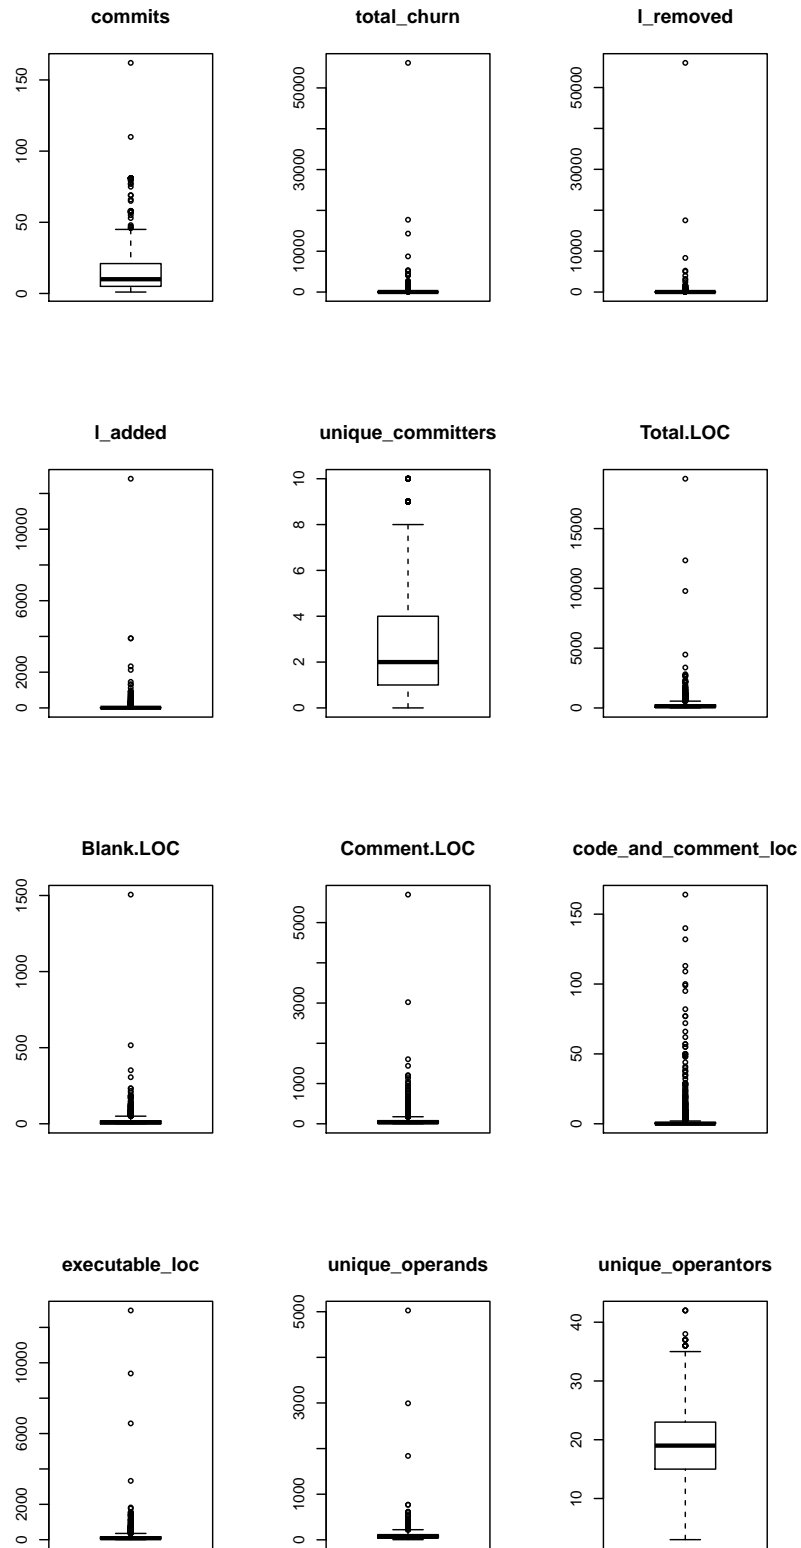 commits
0 50 100 150
total_churn
0 10000 30000 50000
l_removed
0 10000 30000 50000
l_added
0 2000 6000 10000
unique_committers
0 2 4 6 8 10
Total.LOC
0 5000 10000 15000
Blank.LOC
0 500 1000 1500
Comment.LOC
0 1000 3000 5000
code_and_comment_loc
0 50 100 150
executable_loc
0 2000 6000 10000
unique_operands
0 1000 3000 5000
unique_operantors
10 20 30 40